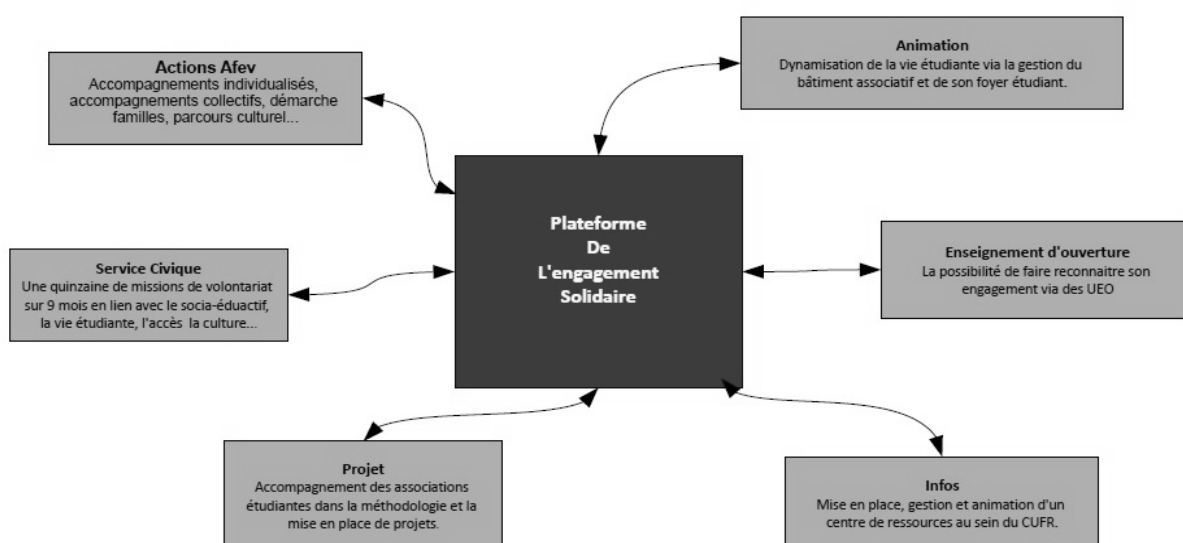 Actions Afev
Accompagnements individualisés,
accompagnements collectifs, démarche
familles, parcours culturel...
Animation
Dynamisation de la vie étudiante via la gestion du
bâtiment associatif et de son foyer étudiant.
Plateforme
De
L'engagement
Solidaire
Service Civique
Une quinzaine de missions de volontariat
sur 9 mois en lien avec le socia-éduactif,
la vie étudiante, l'accès la culture...
Enseignement d'ouverture
La possibilité de faire reconnaitre son
engagement via des UEO
Projet
Accompagnement des associations
étudiantes dans la méthodologie et la
mise en place de projets.
Infos
Mise en place, gestion et animation d'un
centre de ressources au sein du CUFR.